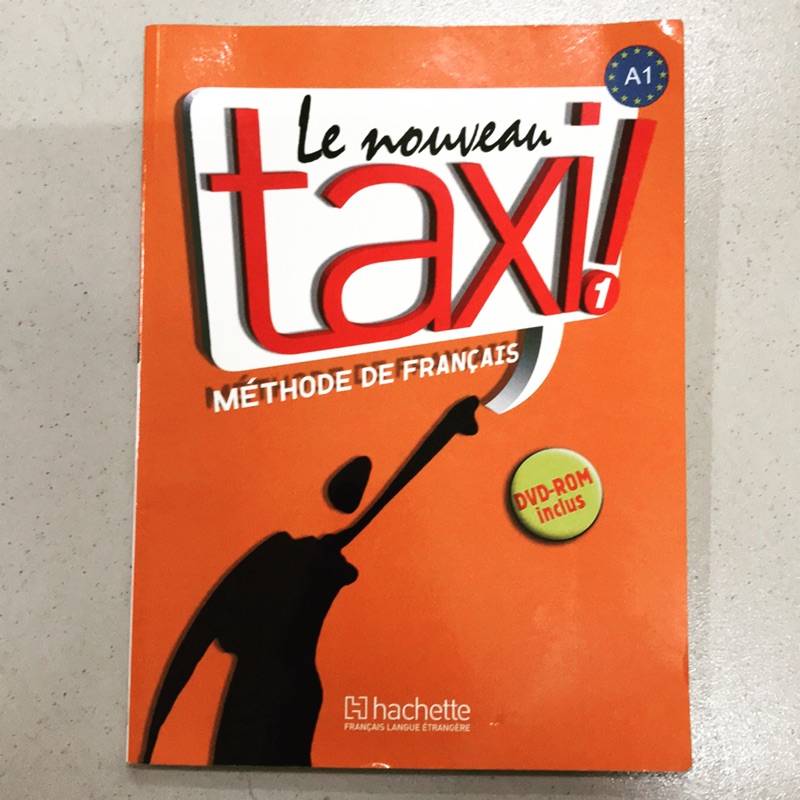 A1
Le nouveau
taxi!
1
MÉTHODE DE FRANÇAIS
DVD-ROM
inclus
hachette
FRANÇAIS LANGUE ÉTRANGÈRE